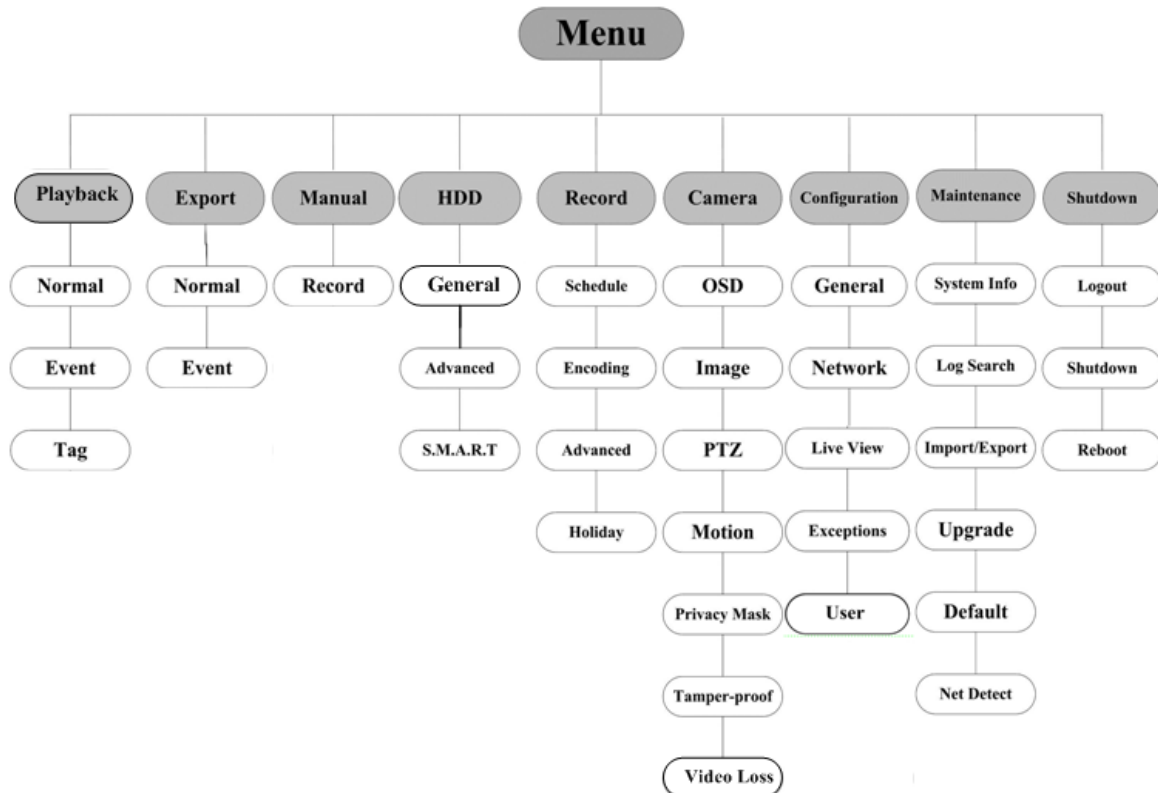 Menu
Playback
Export
Manual
HDD
Record
Camera
Configuration
Maintenance
Shutdown
Normal
Normal
Record
General
Schedule
OSD
General
System Info
Logout
Event
Event
Advanced
Encoding
Image
Network
Log Search
Shutdown
Tag
S.M.A.R.T
Advanced
PTZ
Live View
Import/Export
Reboot
Holiday
Motion
Exceptions
Upgrade
Privacy Mask
User
Default
Tamper-proof
Net Detect
Video Loss